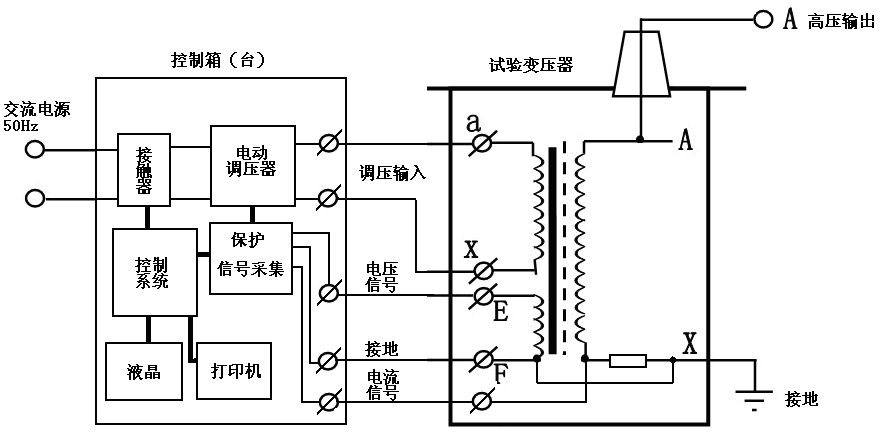 A 高压输出
控制箱（台）
试验变压器
交流电源
50Hz
a
接触器
电动
调压器
A
调压输入
保护
信号采集
x
控制
系统
电压
信号
E
接地
X
液晶
打印机
F
电流
信号
接地